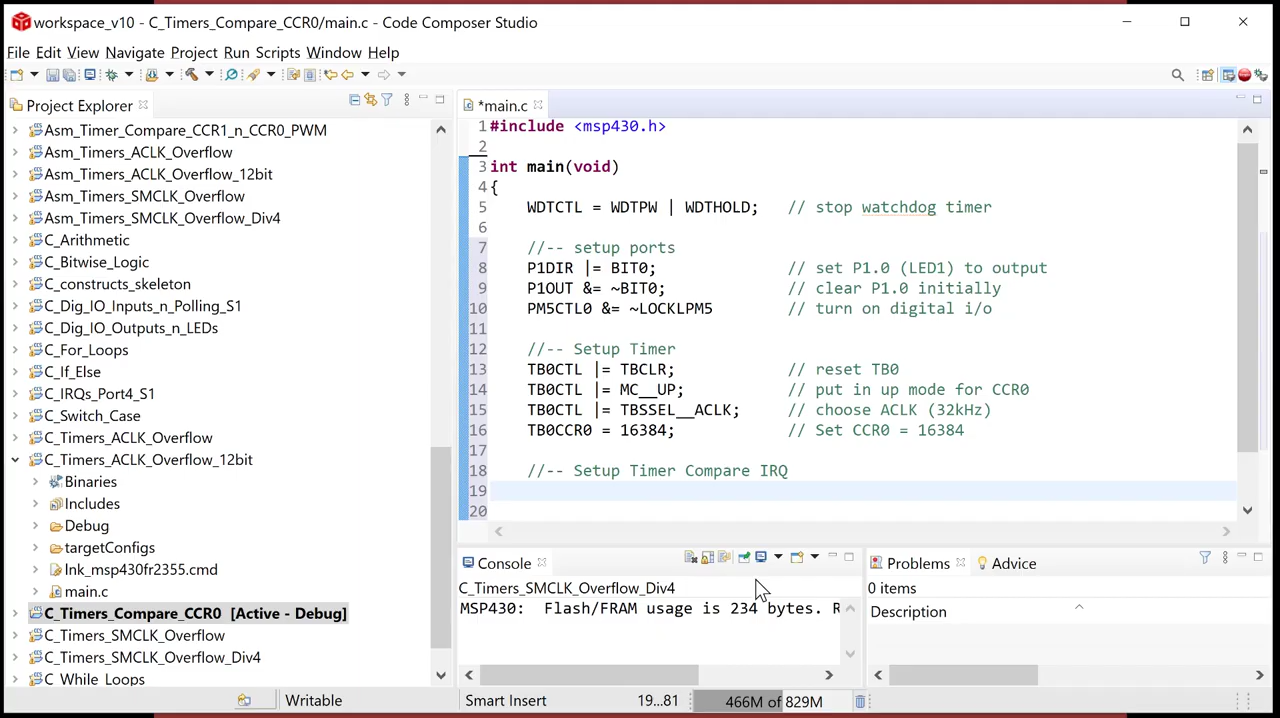 workspace_v10 - C_Timers_Compare_CCR0/main.c - Code Composer Studio
File Edit View Navigate Project Run Scripts Window Help
Project Explorer
Asm_Timer_Compare_CCR1_n_CCR0_PWM
Asm_Timers_ACLK_Overflow
Asm_Timers_ACLK_Overflow_12bit
Asm_Timers_SMCLK_Overflow
Asm_Timers_SMCLK_Overflow_Div4
C_Arithmetic
C_Bitwise_Logic
C_constructs_skeleton
C_Dig_IO_Inputs_n_Polling_S1
C_Dig_IO_Outputs_n_LEDs
C_For_Loops
C_If_Else
C_IRQs_Port4_S1
C_Switch_Case
C_Timers_ACLK_Overflow
C_Timers_ACLK_Overflow_12bit
Binaries
Includes
Debug
targetConfigs
lnk_msp430fr2355.cmd
main.c
C_Timers_Compare_CCR0 [Active - Debug]
C_Timers_SMCLK_Overflow
C_Timers_SMCLK_Overflow_Div4
C_While_Loops
*main.c
1 #include <msp430.h>
2
3 int main(void)
4 {
5 WDTCTL = WDTPW | WDTHOLD; // stop watchdog timer
6
7 //-- setup ports
8 P1DIR |= BIT0; // set P1.0 (LED1) to output
9 P1OUT &= ~BIT0; // clear P1.0 initially
10 PM5CTL0 &= ~LOCKLPM5 // turn on digital i/o
11
12 //-- Setup Timer
13 TB0CTL |= TBCLR; // reset TB0
14 TB0CTL |= MC__UP; // put in up mode for CCR0
15 TB0CTL |= TBSSEL__ACLK; // choose ACLK (32kHz)
16 TB0CCR0 = 16384; // Set CCR0 = 16384
17
18 //-- Setup Timer Compare IRQ
19
20
Console
C_Timers_SMCLK_Overflow_Div4
MSP430: Flash/FRAM usage is 234 bytes. R
Problems
Advice
0 items
Description
Writable
Smart Insert
19...81
466M of 829M